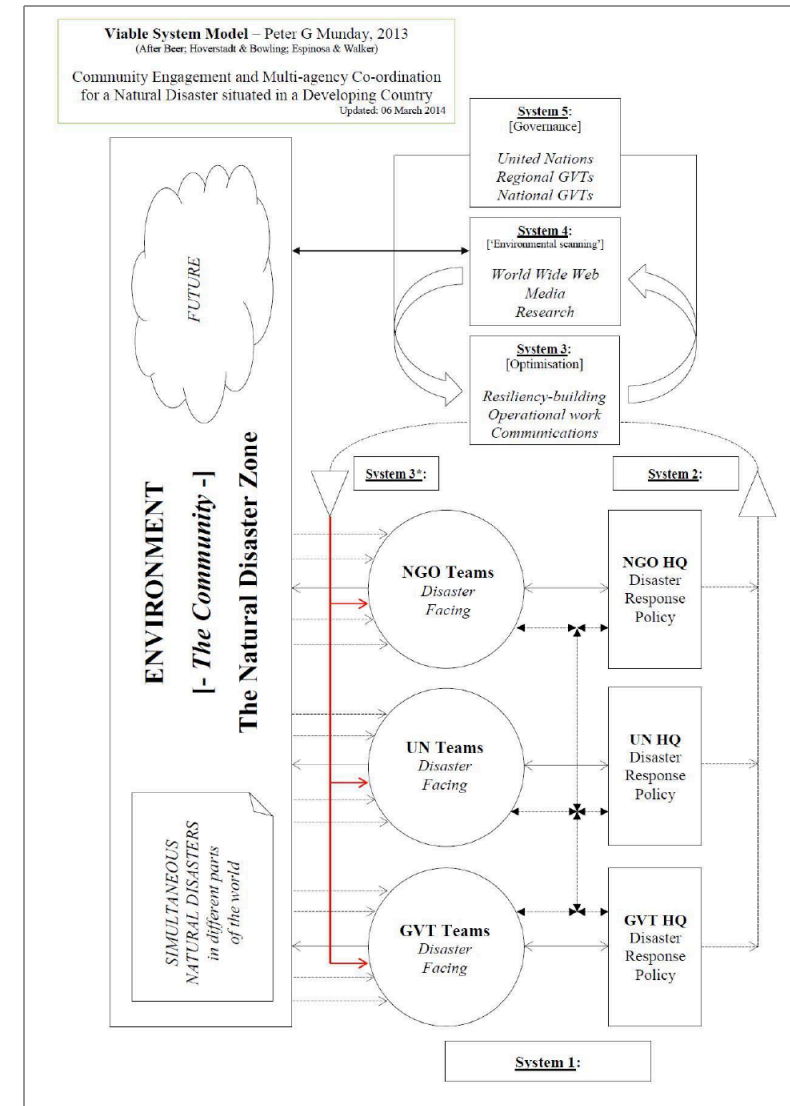 Viable System Model – Peter G Munday, 2013
(After Beer; Hoverstadt & Bowling; Espinosa & Walker)
Community Engagement and Multi-agency Co-ordination
for a Natural Disaster situated in a Developing Country
Updated: 06 March 2014
System 5:
[Governance]
United Nations
Regional GVTs
National GVTs
System 4:
['Environmental scanning']
World Wide Web
Media
Research
System 3:
[Optimisation]
Resiliency-building
Operational work
Communications
FUTURE
ENVIRONMENT
[- The Community -]
The Natural Disaster Zone
SIMULTANEOUS
NATURAL DISASTERS
in different parts
of the world
System 3*:
System 2:
NGO Teams
Disaster
Facing
NGO HQ
Disaster
Response
Policy
UN Teams
Disaster
Facing
UN HQ
Disaster
Response
Policy
GVT Teams
Disaster
Facing
GVT HQ
Disaster
Response
Policy
System 1: